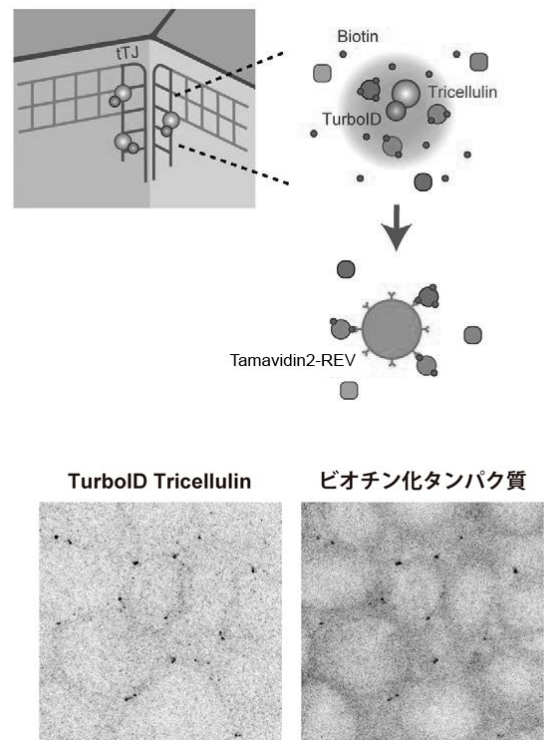 tTJ
Biotin
Tricellulin
TurboID
Tamavidin2-REV
TurboID Tricellulin
ビオチン化タンパク質